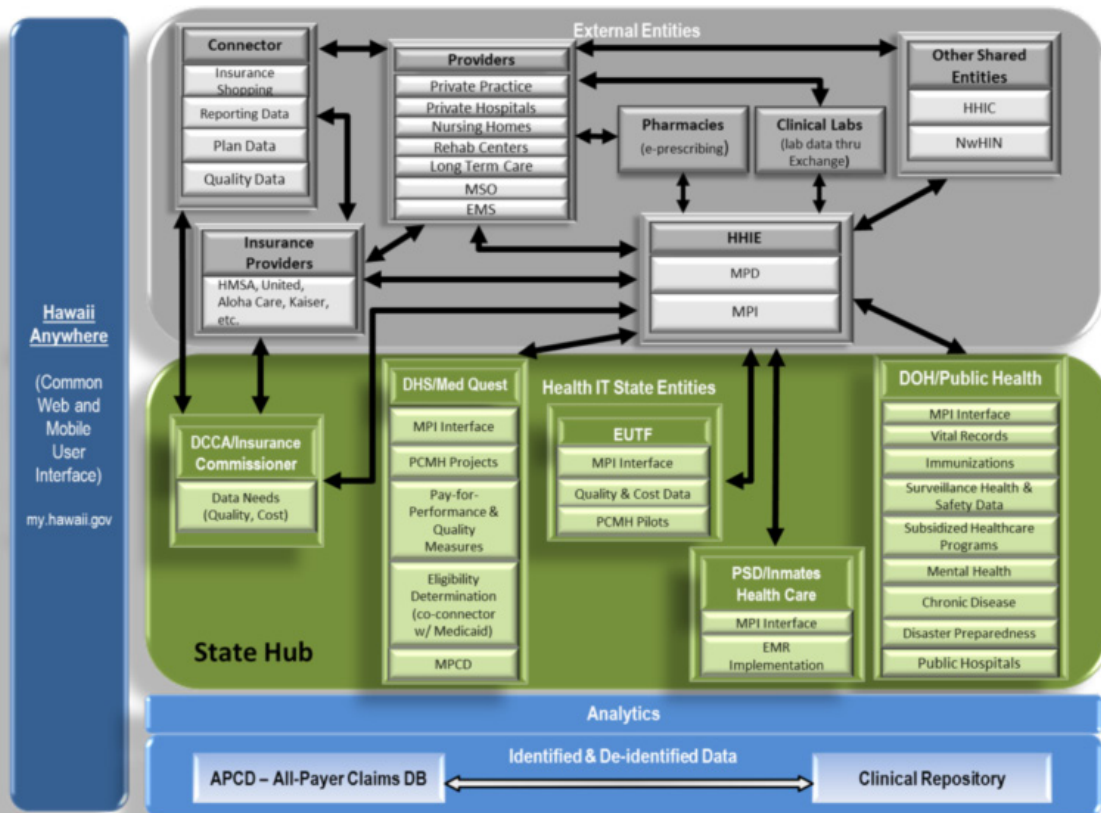 Hawaii
Anywhere
(Common
Web and
Mobile
User
Interface)
my.hawaii.gov
External Entities
Connector
Insurance
Shopping
Reporting Data
Plan Data
Quality Data
Providers
Private Practice
Private Hospitals
Nursing Homes
Rehab Centers
Long Term Care
MSO
EMS
Pharmacies
(e-prescribing)
Clinical Labs
(lab data thru
Exchange)
Other Shared
Entities
HHIC
NwHIN
Insurance
Providers
HMSA, United,
Aloha Care, Kaiser,
etc.
HHIE
MPD
MPI
Health IT State Entities
DCCA/Insurance
Commissioner
Data Needs
(Quality, Cost)
DHS/Med Quest
MPI Interface
PCMH Projects
Pay-for-
Performance &
Quality
Measures
Eligibility
Determination
(co-connector
w/ Medicaid)
MPCD
EUTF
MPI Interface
Quality & Cost Data
PCMH Pilots
PSD/Inmates
Health Care
MPI Interface
EMR
Implementation
DOH/Public Health
MPI Interface
Vital Records
Immunizations
Surveillance Health &
Safety Data
Subsidized Healthcare
Programs
Mental Health
Chronic Disease
Disaster Preparedness
Public Hospitals
State Hub
Analytics
Identified & De-identified Data
APCD – All-Payer Claims DB
Clinical Repository